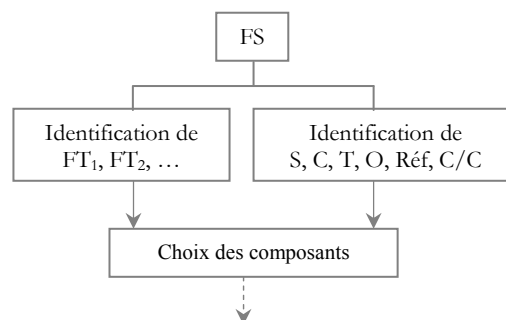 FS
Identification de
FT₁, FT₂, …
Identification de
S, C, T, O, Réf, C/C
Choix des composants